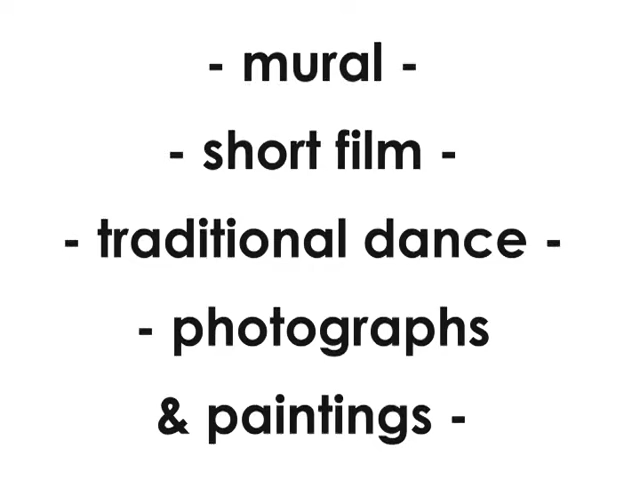 - mural -
- short film -
- traditional dance -
- photographs
& paintings -